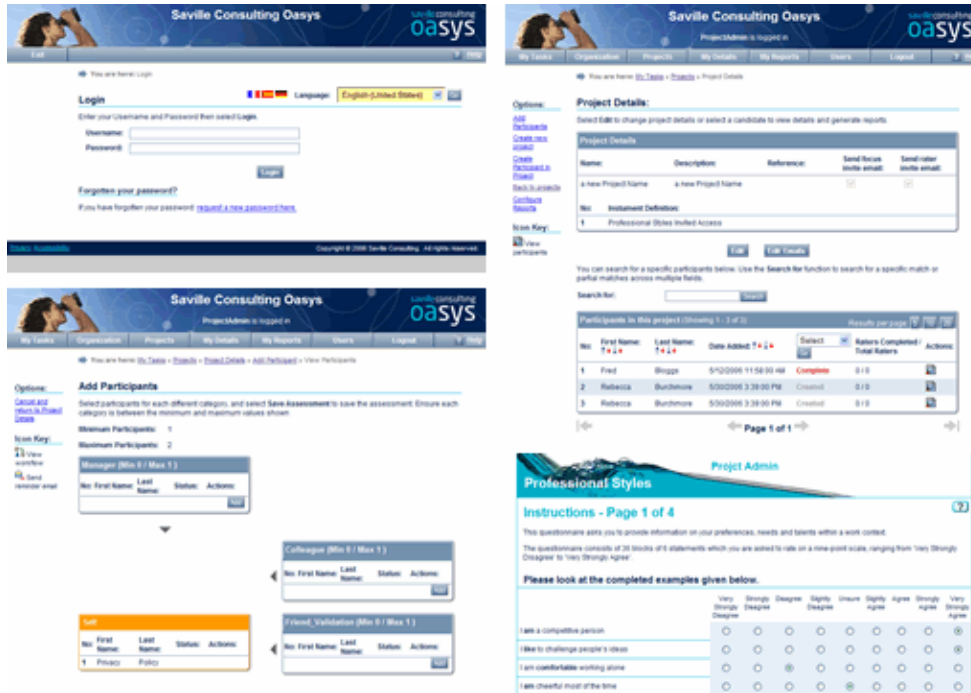 Saville Consulting Oasys
saville consulting
oasys
Exit
? Help
You are here: Login
Login
Language: English (United States) Go
Enter your Username and Password then select Login.
Username:
Password:
Login
Forgotten your password?
If you have forgotten your password request a new password here.
Privacy Accessibility
Copyright © 2006 Saville Consulting. All rights reserved.
Saville Consulting Oasys
saville consulting
oasys
ProjectAdmin is logged in
My Tasks Organization Projects My Details My Reports Users Logout ? Help
You are here: My Tasks » Projects » Project Details » Add Participant » View Participants
Options:
Cancel and return to Project Details
Icon Key:
View workflow
Send reminder email
Add Participants
Select participants for each different category, and select Save Assessment to save the assessment. Ensure each
category is between the minimum and maximum values shown
Minimum Participants: 1
Maximum Participants: 2
Manager (Min 0 / Max 1 )
No: First Name: Last Name: Status: Actions:
Add
Colleague (Min 0 / Max 1 )
No: First Name: Last Name: Status: Actions:
Add
Self
No: First Name: Last Name: Status: Actions:
1 Privacy Policy
Friend_Validation (Min 0 / Max 1 )
No: First Name: Last Name: Status: Actions:
Add
Saville Consulting Oasys
saville consulting
oasys
ProjectAdmin is logged in
My Tasks Organization Projects My Details My Reports Users Logout ?
You are here: My Tasks » Projects » Project Details
Options:
Add Participants
Create new project
Create Participant in Project
Back to projects
Configure Reports
Icon Key:
View participants
Project Details:
Select Edit to change project details or select a candidate to view details and generate reports
Project Details
Name: Description: Reference: Send focus invite email: Send rater invite email:
a new Project Name a new Project Name
No: Instument Definition:
1 Professional Styles Invited Access
Edit Edit Emails
You can search for a specific participants below. Use the Search for function to search for a specific match or
partial matches across multiple fields.
Search for: Search
Participants in this project (Showing 1 - 3 of 3) Results per page
No: First Name: Last Name: Date Added: Select Go Raters Completed / Total Raters Actions:
1 Fred Bloggs 5/12/2006 11:58:00 AM Complete 0 / 0
2 Rebecca Burchmore 5/30/2006 3:39:00 PM Created 0 / 0
3 Rebecca Burchmore 5/30/2006 3:39:00 PM Created 0 / 0
Page 1 of 1
Projct Admin
Professional Styles
Instructions - Page 1 of 4
?
This questionnaire asks you to provide information on your preferences, needs and talents within a work context.
The questionnaire consists of 36 blocks of 6 statements which you are asked to rate on a nine-point scale, ranging from 'Very Strongly
Disagree' to 'Very Strongly Agree'.
Please look at the completed examples given below.
Very Strongly Disagree Strongly Disagree Disagree Slightly Disagree Unsure Slightly Agree Agree Strongly Agree Very Strongly Agree
I am a competitive person
I like to challenge people's ideas
I am comfortable working alone
I am cheerful most of the time